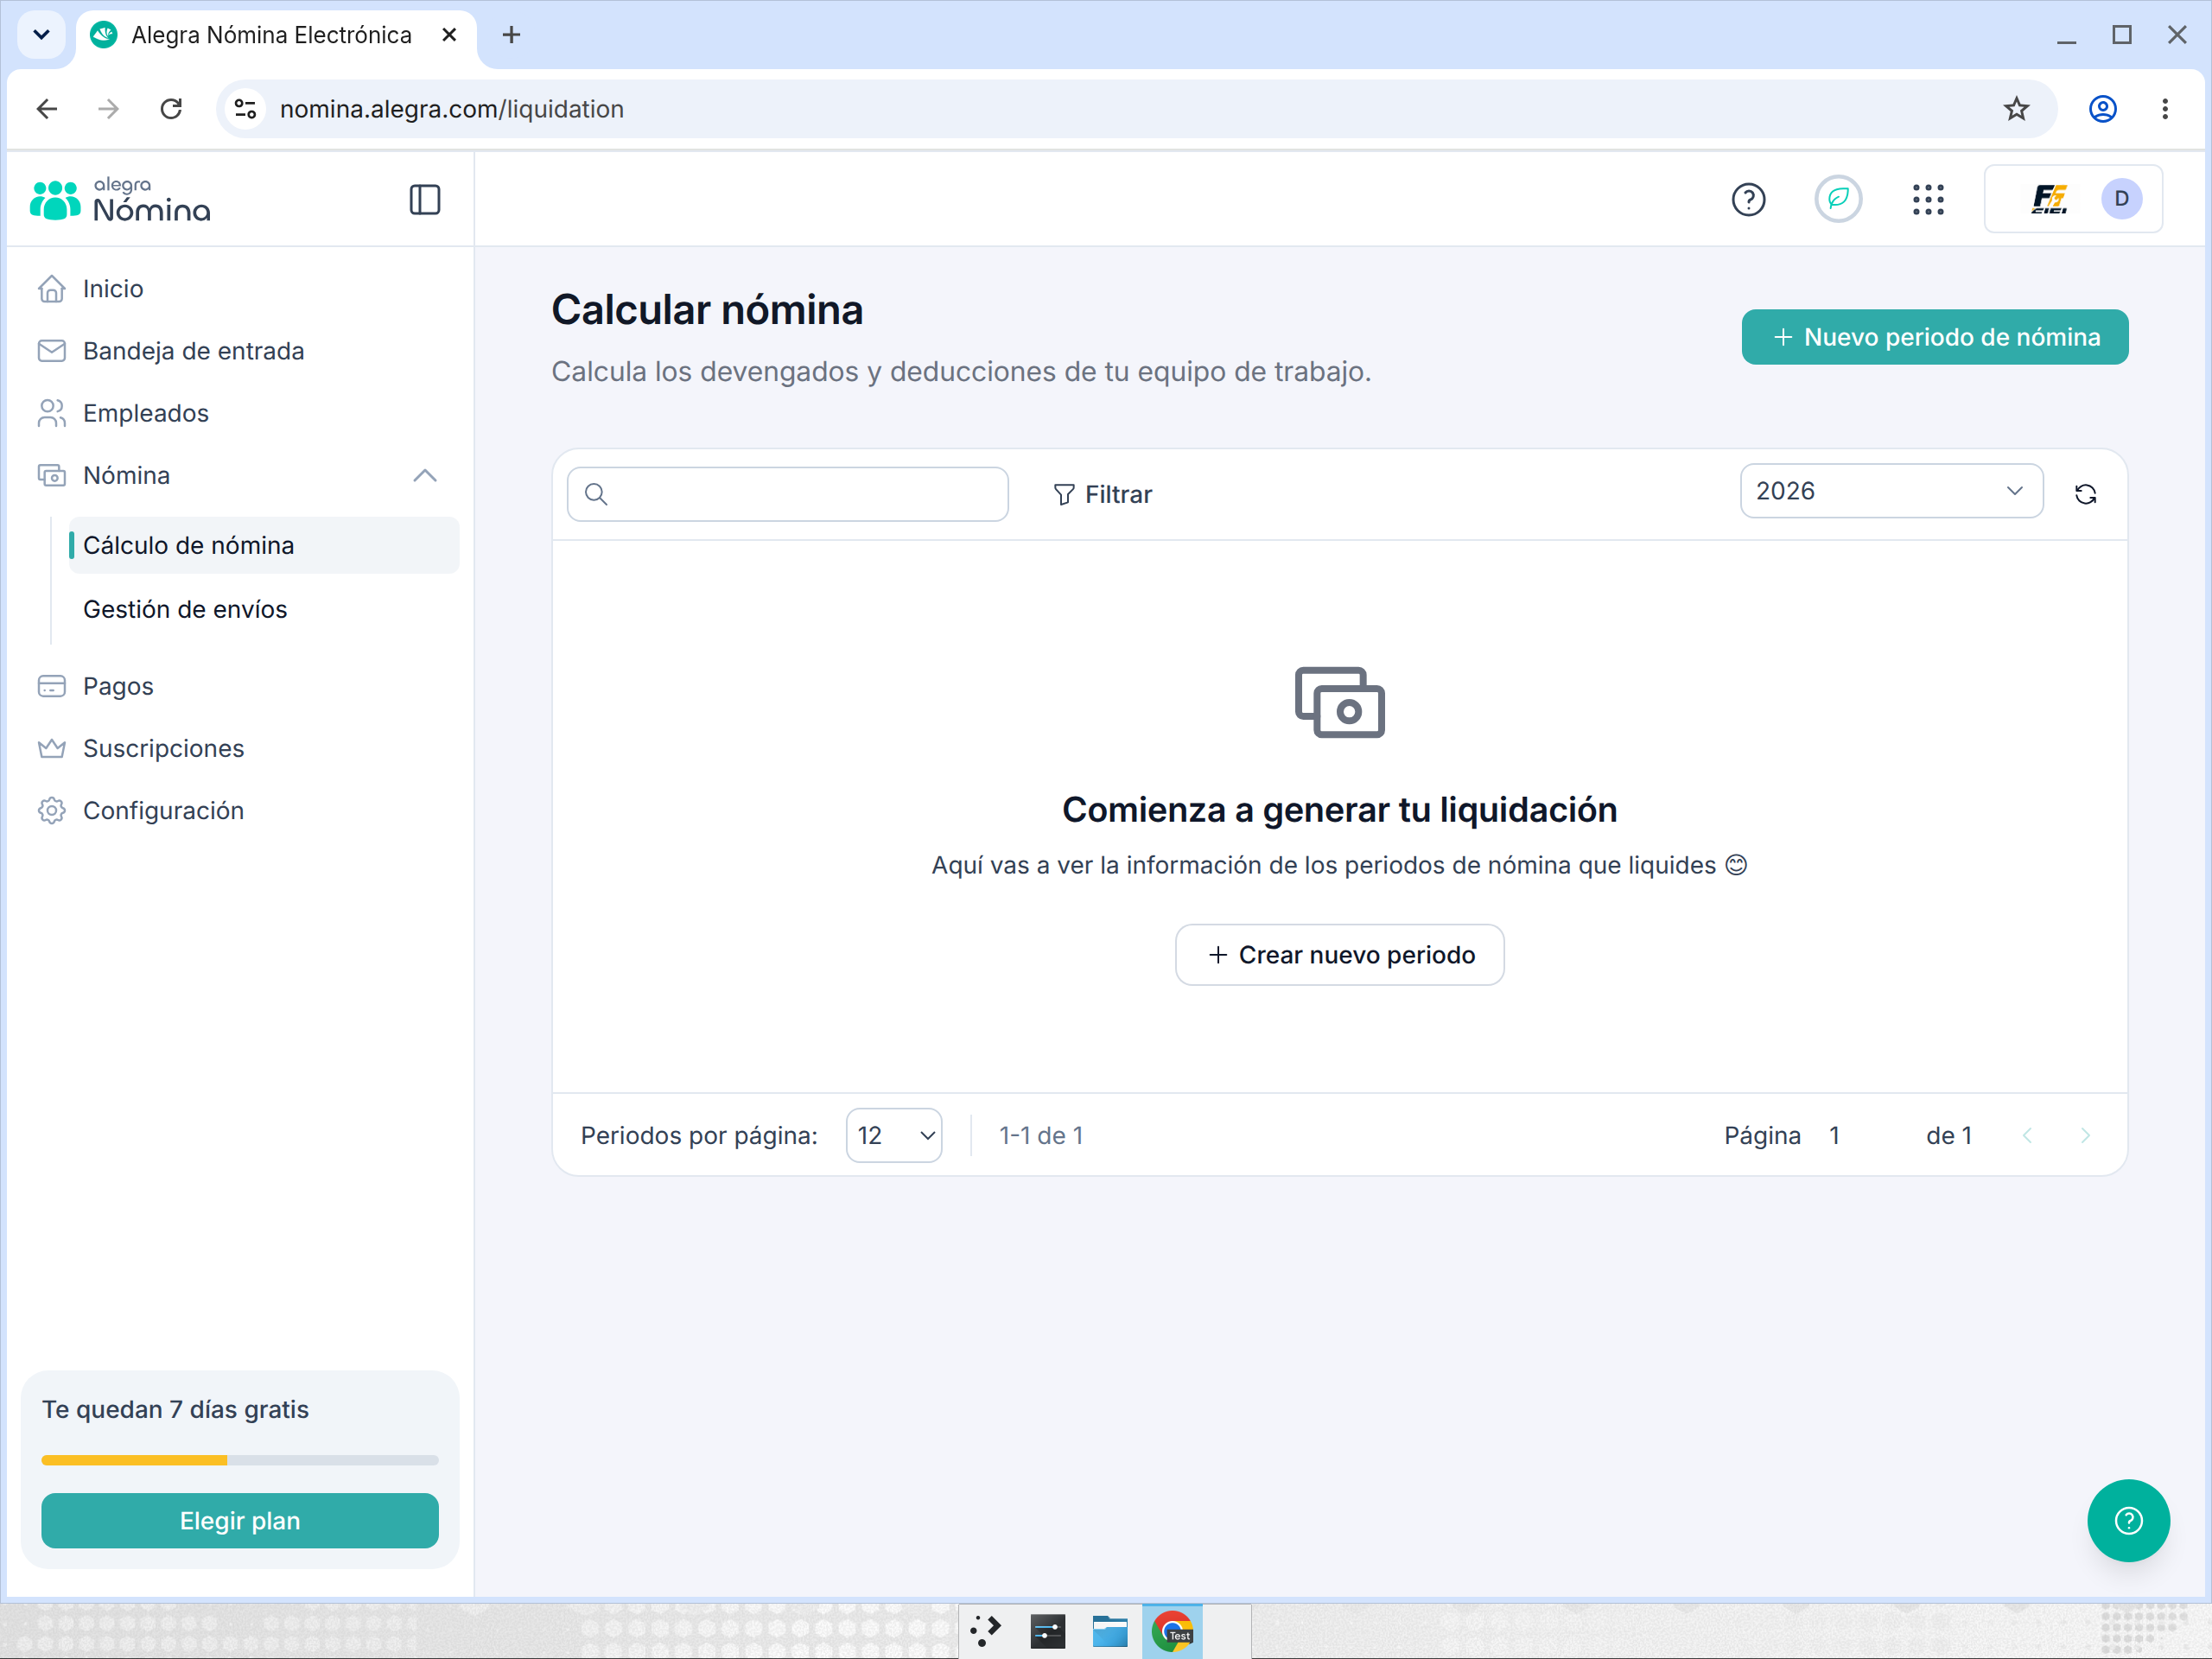 Alegra Nómina Electrónica
nomina.alegra.com/liquidation
alegra
Nómina
D
Inicio
Bandeja de entrada
Empleados
Nómina
Cálculo de nómina
Gestión de envíos
Pagos
Suscripciones
Configuración
Te quedan 7 días gratis
Elegir plan
Calcular nómina
Calcula los devengados y deducciones de tu equipo de trabajo.
Nuevo periodo de nómina
Filtrar
2026
Comienza a generar tu liquidación
Aquí vas a ver la información de los periodos de nómina que liquides 😊
Crear nuevo periodo
Periodos por página: 12 1-1 de 1
Página 1 de 1
Test